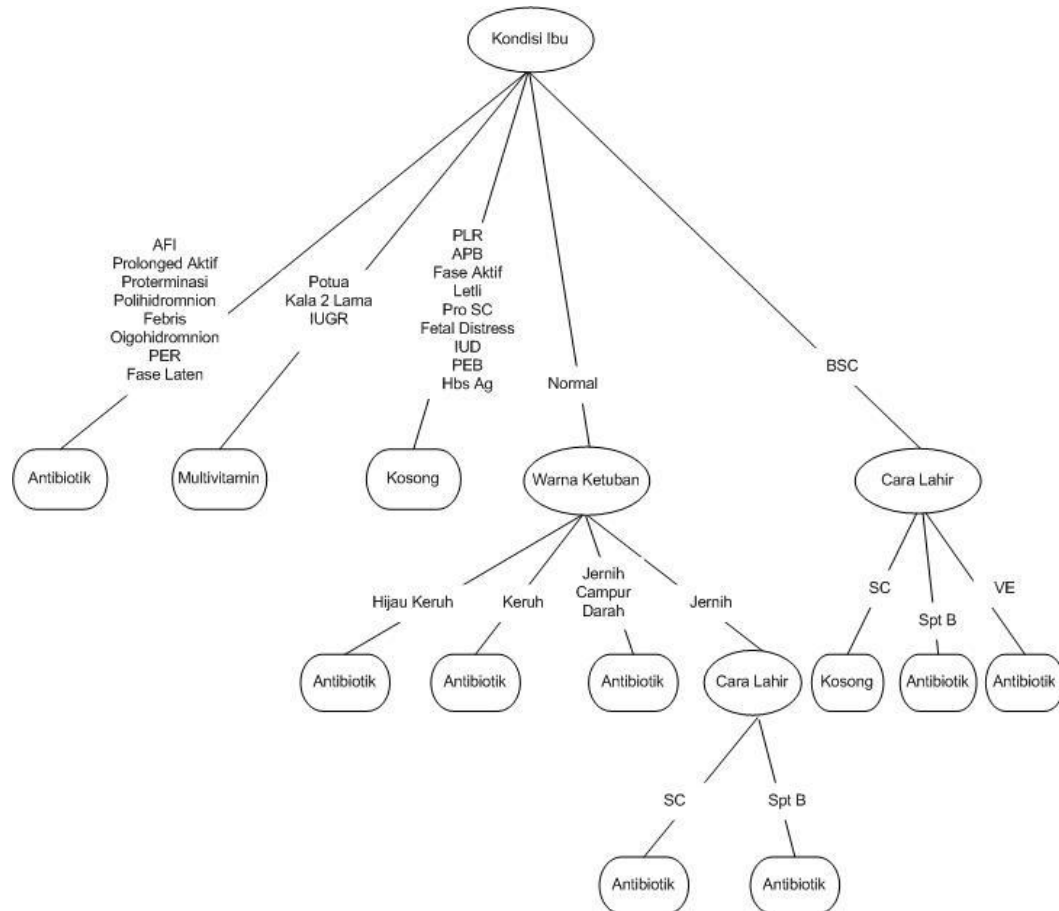 Kondisi Ibu
AFI
Prolonged Aktif
Proterminasi
Polihidromnion
Febris
Oigohidromnion
PER
Fase Laten
Potua
Kala 2 Lama
IUGR
PLR
APB
Fase Aktif
Letli
Pro SC
Fetal Distress
IUD
PEB
Hbs Ag
Normal
BSC
Antibiotik
Multivitamin
Kosong
Warna Ketuban
Cara Lahir
Hijau Keruh
Keruh
Jernih
Campur
Darah
Jernih
SC
Spt B
VE
Antibiotik
Antibiotik
Antibiotik
Cara Lahir
Kosong
Antibiotik
Antibiotik
SC
Spt B
Antibiotik
Antibiotik